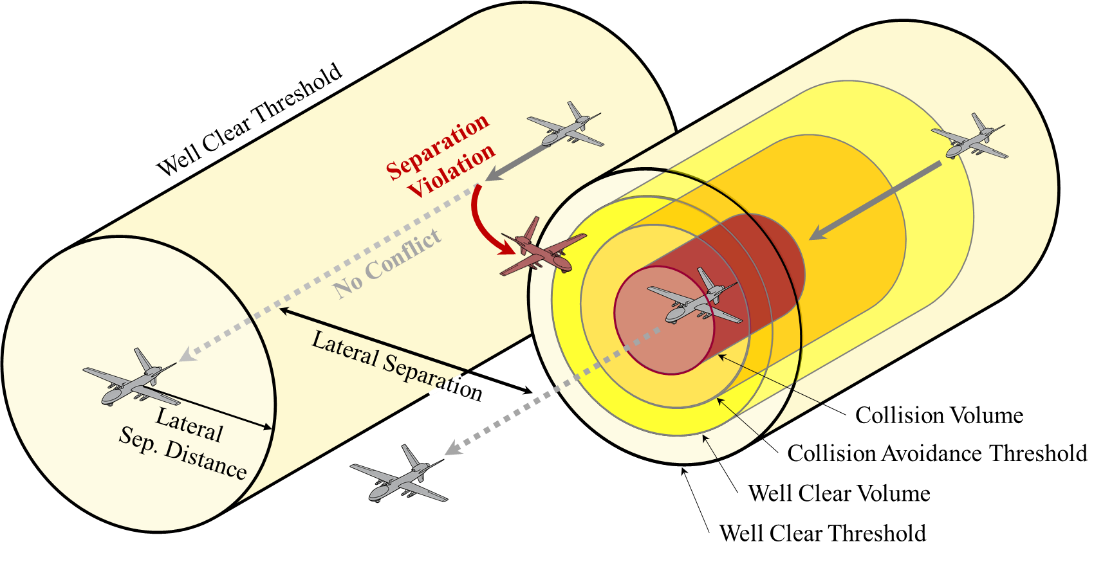 Well Clear Threshold
Separation
Violation
No Conflict
Lateral Separation
Lateral
Sep. Distance
Collision Volume
Collision Avoidance Threshold
Well Clear Volume
Well Clear Threshold